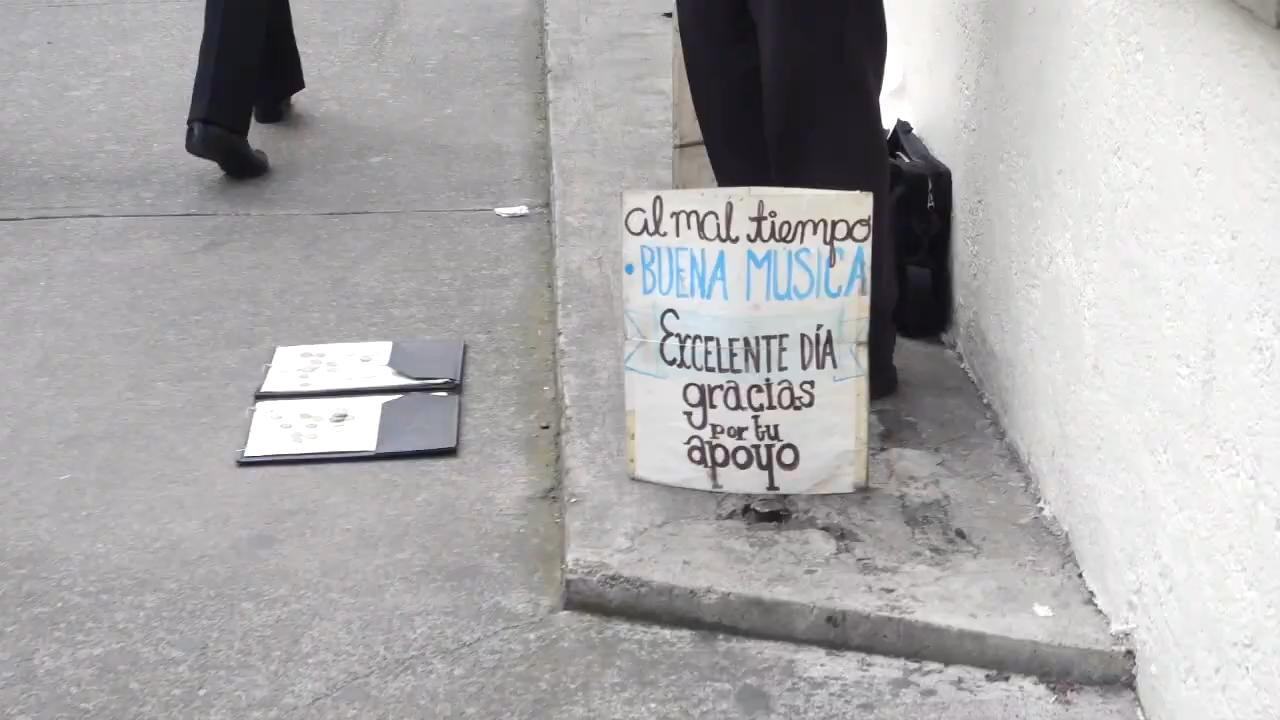 al mal tiempo
• BUENA MUSICA
EXCELENTE DÍA
gracias
por tu
apoyo